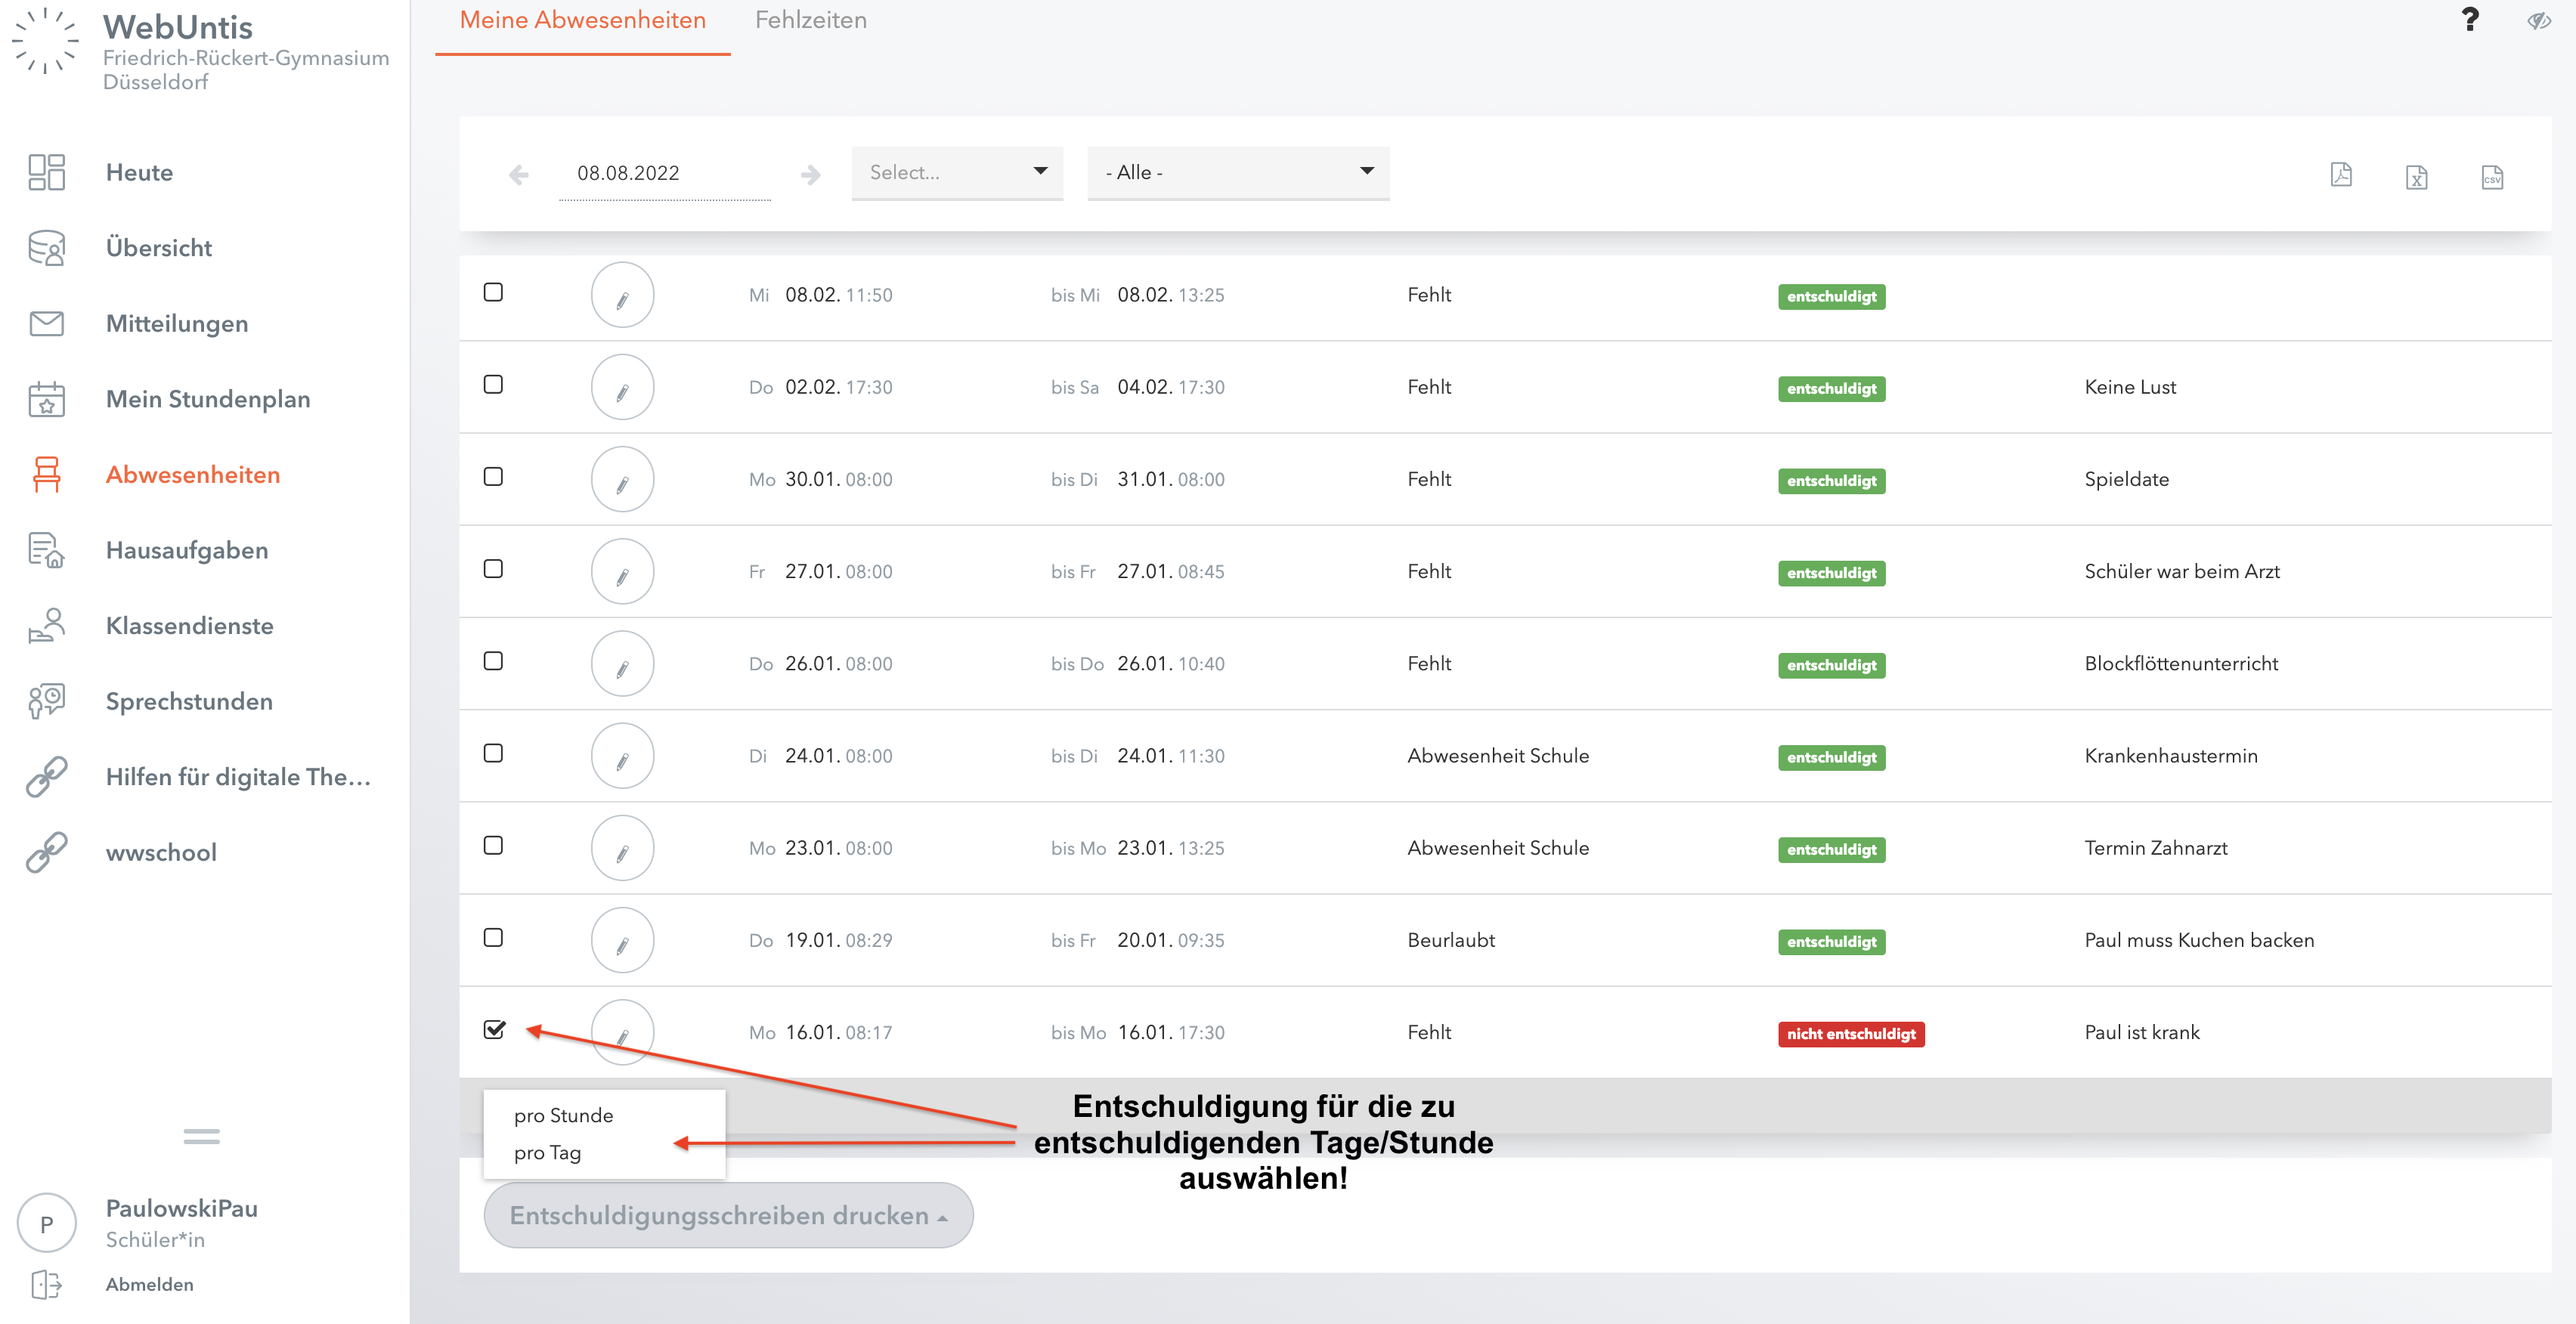 WebUntis
Friedrich-Rückert-Gymnasium
Düsseldorf
Heute
Übersicht
Mitteilungen
Mein Stundenplan
Abwesenheiten
Hausaufgaben
Klassendienste
Sprechstunden
Hilfen für digitale The...
wwschool
P
PaulowskiPau
Schüler*in
Abmelden
Meine Abwesenheiten Fehlzeiten ?
08.08.2022 Select... - Alle - X CSV
Mi 08.02. 11:50 bis Mi 08.02. 13:25 Fehlt entschuldigt
Do 02.02. 17:30 bis Sa 04.02. 17:30 Fehlt entschuldigt Keine Lust
Mo 30.01. 08:00 bis Di 31.01. 08:00 Fehlt entschuldigt Spieldate
Fr 27.01. 08:00 bis Fr 27.01. 08:45 Fehlt entschuldigt Schüler war beim Arzt
Do 26.01. 08:00 bis Do 26.01. 10:40 Fehlt entschuldigt Blockflöttenunterricht
Di 24.01. 08:00 bis Di 24.01. 11:30 Abwesenheit Schule entschuldigt Krankenhaustermin
Mo 23.01. 08:00 bis Mo 23.01. 13:25 Abwesenheit Schule entschuldigt Termin Zahnarzt
Do 19.01. 08:29 bis Fr 20.01. 09:35 Beurlaubt entschuldigt Paul muss Kuchen backen
Mo 16.01. 08:17 bis Mo 16.01. 17:30 Fehlt nicht entschuldigt Paul ist krank
pro Stunde
pro Tag
Entschuldigung für die zu
entschuldigenden Tage/Stunde
auswählen!
Entschuldigungsschreiben drucken